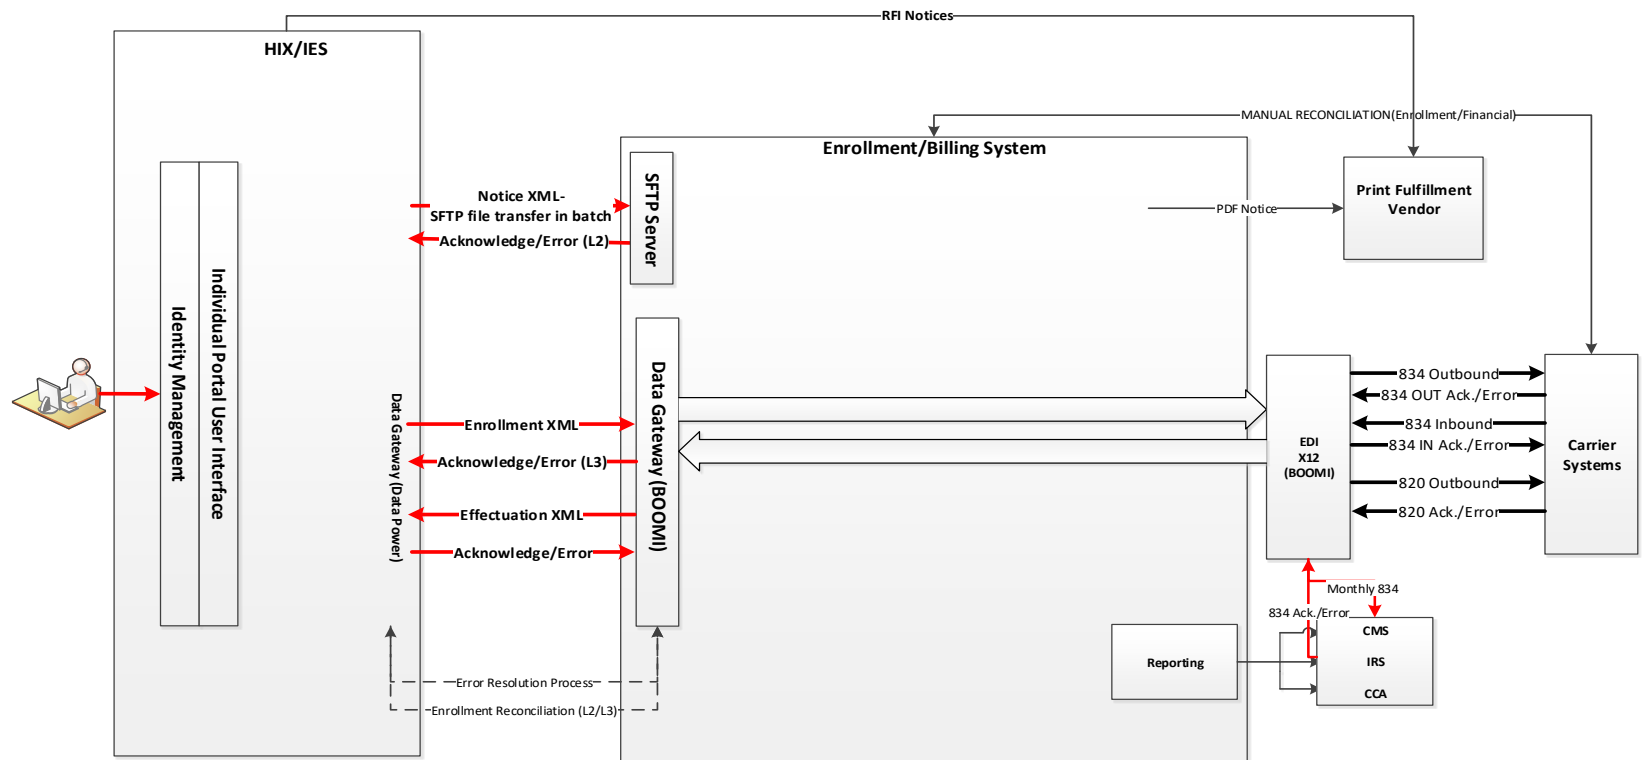 RFI Notices
HIX/IES
MANUAL RECONCILIATION(Enrollment/Financial)
Enrollment/Billing System
SFTP Server
Notice XML-
SFTP file transfer in batch
Acknowledge/Error (L2)
PDF Notice
Print Fulfillment
Vendor
Identity Management
Individual Portal User Interface
Data Gateway (Data Power)
Data Gateway (BOOMI)
Enrollment XML
Acknowledge/Error (L3)
Effectuation XML
Acknowledge/Error
EDI
X12
(BOOMI)
834 Outbound
834 OUT Ack./Error
834 Inbound
834 IN Ack./Error
820 Outbound
820 Ack./Error
Carrier
Systems
Monthly 834
834 Ack./Error
CMS
IRS
CCA
Reporting
Error Resolution Process
Enrollment Reconciliation (L2/L3)